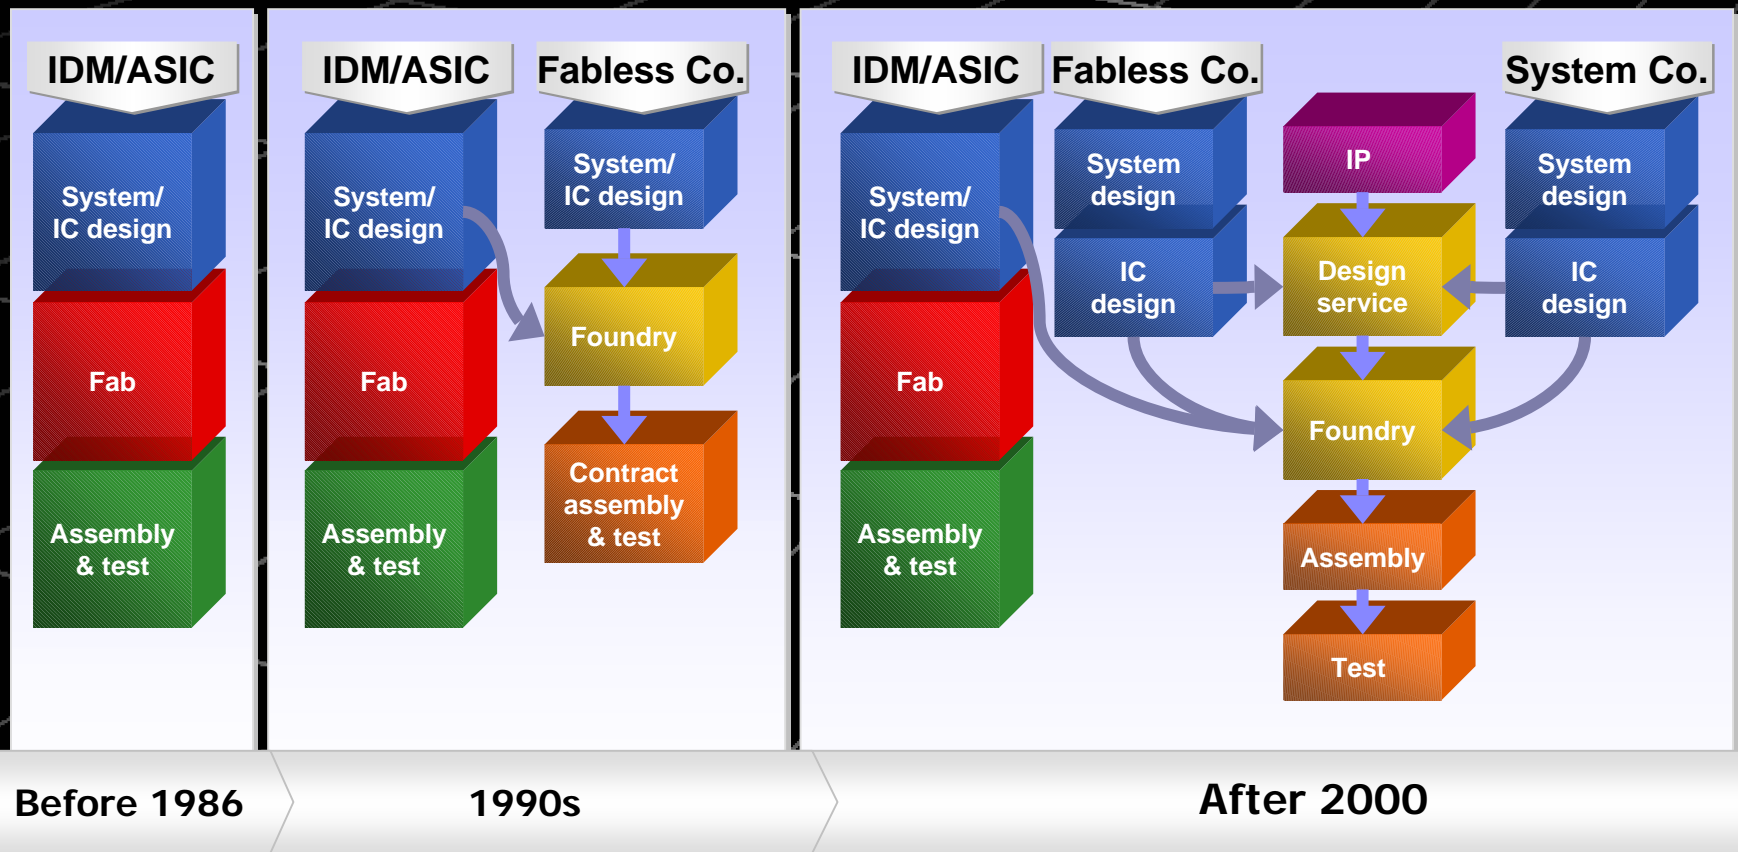 IDM/ASIC
System/
IC design
Fab
Assembly
& test
Before 1986
IDM/ASIC
System/
IC design
Fab
Assembly
& test
Fabless Co.
System/
IC design
Foundry
Contract
assembly
& test
1990s
IDM/ASIC
System/
IC design
Fab
Assembly
& test
Fabless Co.
System
design
IC
design
IP
Design
service
Foundry
Assembly
Test
System Co.
System
design
IC
design
After 2000